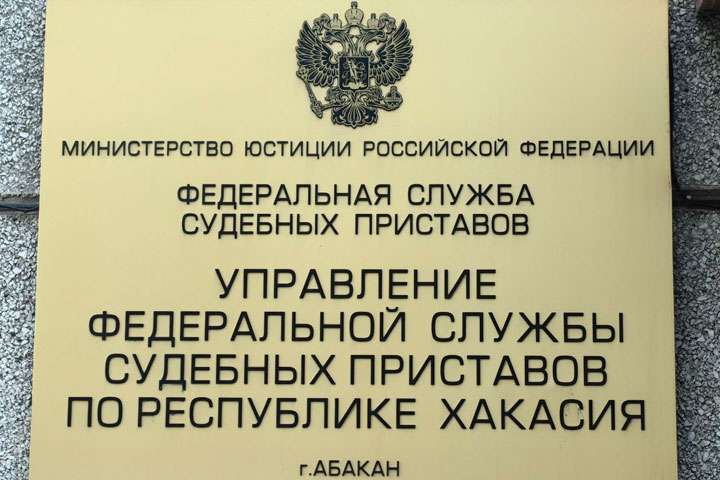 МИНИСТЕРСТВО ЮСТИЦИИ РОССИЙСКОЙ ФЕДЕРАЦИИ
ФЕДЕРАЛЬНАЯ СЛУЖБА
СУДЕБНЫХ ПРИСТАВОВ
УПРАВЛЕНИЕ
ФЕДЕРАЛЬНОЙ СЛУЖБЫ
СУДЕБНЫХ ПРИСТАВОВ
ПО РЕСПУБЛИКЕ ХАКАСИЯ
г.АБАКАН